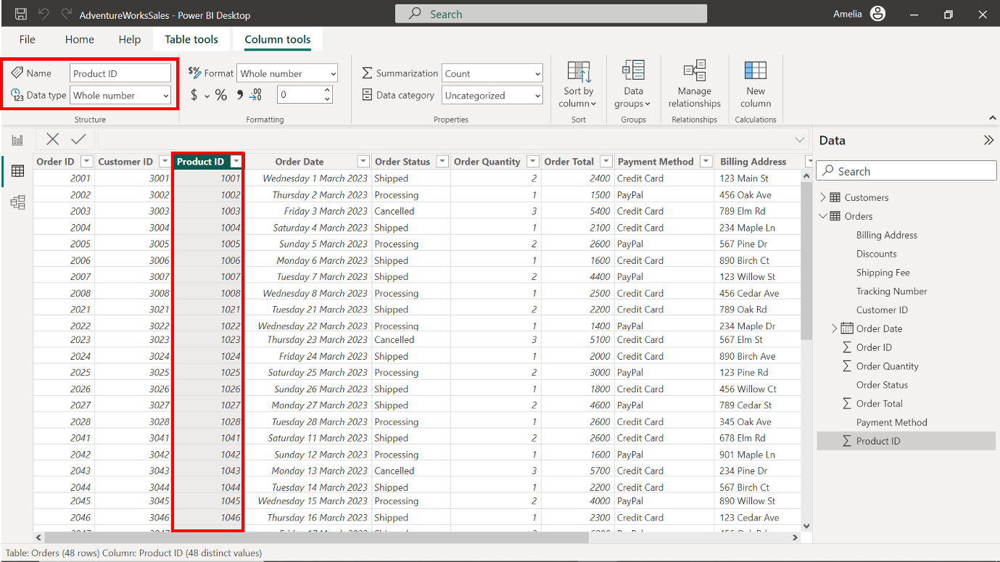 AdventureWorksSales - Power BI Desktop Search Amelia
File Home Help Table tools Column tools
Name Product ID $% Format Whole number Summarization Count
123 Data type Whole number $ % 9 .00 →.0 0 Data category Uncategorized
Sort by column Data groups Manage relationships New column
Structure Formatting Properties Sort Groups Relationships Calculations
Data
Search
Order ID Customer ID Product ID Order Date Order Status Order Quantity Order Total Payment Method Billing Address
2001 3001 1001 Wednesday 1 March 2023 Shipped 2 2400 Credit Card 123 Main St
2002 3002 1002 Thursday 2 March 2023 Processing 1 1500 PayPal 456 Oak Ave
2003 3003 1003 Friday 3 March 2023 Cancelled 3 5400 Credit Card 789 Elm Rd
2004 3004 1004 Saturday 4 March 2023 Shipped 1 2100 Credit Card 234 Maple Ln
2005 3005 1005 Sunday 5 March 2023 Processing 2 2600 PayPal 567 Pine Dr
2006 3006 1006 Monday 6 March 2023 Shipped 1 1600 Credit Card 890 Birch Ct
2007 3007 1007 Tuesday 7 March 2023 Shipped 2 4400 PayPal 123 Willow St
2008 3008 1008 Wednesday 8 March 2023 Processing 1 2500 Credit Card 456 Cedar Ave
2021 3021 1021 Tuesday 21 March 2023 Shipped 2 2200 Credit Card 789 Oak Rd
2022 3022 1022 Wednesday 22 March 2023 Processing 1 1400 PayPal 234 Maple Dr
2023 3023 1023 Thursday 23 March 2023 Cancelled 3 5100 Credit Card 567 Elm St
2024 3024 1024 Friday 24 March 2023 Shipped 1 2000 Credit Card 890 Birch Ave
2025 3025 1025 Saturday 25 March 2023 Processing 2 3000 PayPal 123 Pine Rd
2026 3026 1026 Sunday 26 March 2023 Shipped 1 1800 Credit Card 456 Willow Ct
2027 3027 1027 Monday 27 March 2023 Shipped 2 4600 PayPal 789 Cedar St
2028 3028 1028 Tuesday 28 March 2023 Processing 1 2600 Credit Card 345 Oak Ave
2041 3041 1041 Saturday 11 March 2023 Shipped 2 2600 Credit Card 678 Elm Rd
2042 3042 1042 Sunday 12 March 2023 Processing 1 1600 PayPal 901 Maple Ln
2043 3043 1043 Monday 13 March 2023 Cancelled 3 5700 Credit Card 234 Pine Dr
2044 3044 1044 Tuesday 14 March 2023 Shipped 1 2200 Credit Card 567 Birch Ct
2045 3045 1045 Wednesday 15 March 2023 Processing 2 4000 PayPal 890 Willow St
2046 3046 1046 Thursday 16 March 2023 Shipped 1 2300 Credit Card 123 Cedar Ave
Customers
Orders
Billing Address
Discounts
Shipping Fee
Tracking Number
Customer ID
Order Date
Order ID
Order Quantity
Order Status
Order Total
Payment Method
Product ID
Table: Orders (48 rows) Column: Product ID (48 distinct values)